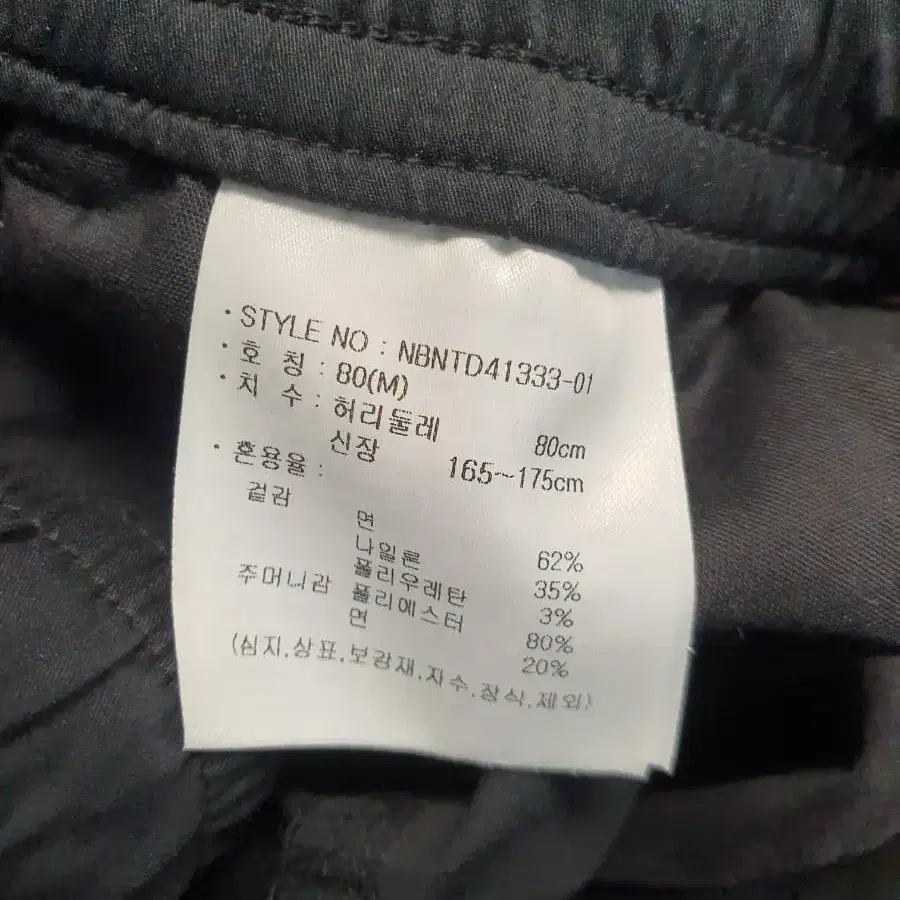 · STYLE NO : NBNTD41333-01
· 호 칭 : 80(M)
· 치 수 : 허리둘레 80cm
신장 165~175cm
· 혼용율 :
겉감 면 62%
나일론 35%
폴리우레탄 3%
주머니감 폴리에스터 80%
면 20%
(심지.상표.보강재.자수.장식.제외)